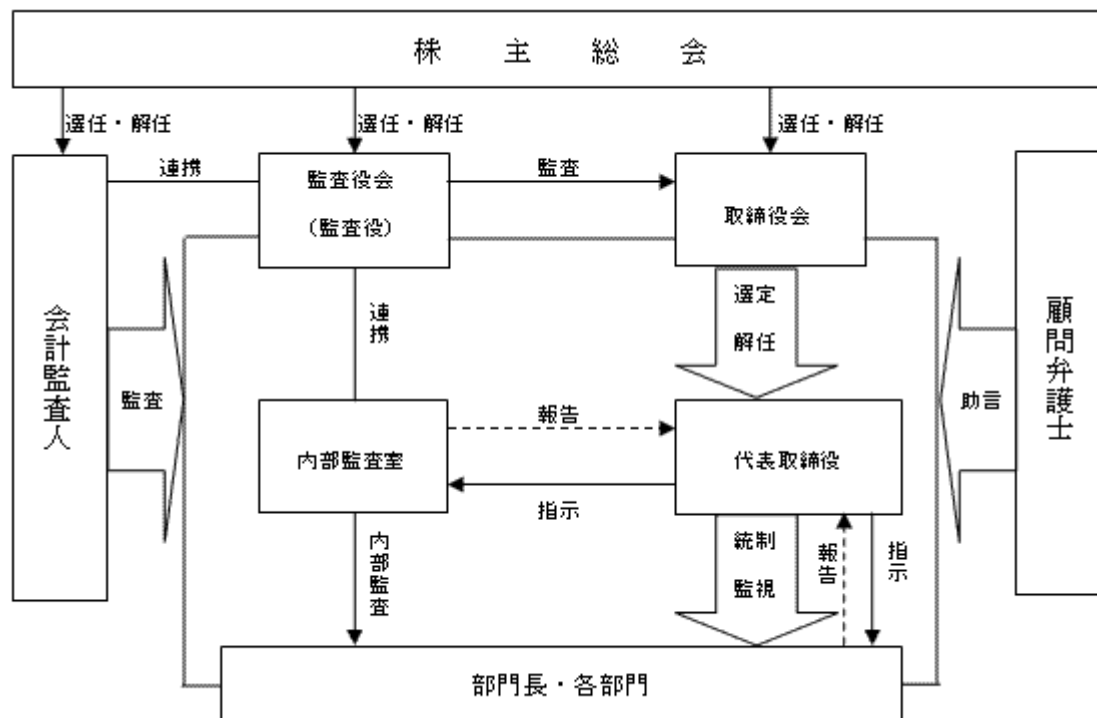 株主総会
選任・解任
選任・解任
選任・解任
連携
監査役会
(監査役)
監査
取締役会
会計監査人
監査
連携
選定
解任
助言
顧問弁護士
内部監査室
報告
指示
代表取締役
内部監査
統制
監視
報告
指示
部門長・各部門